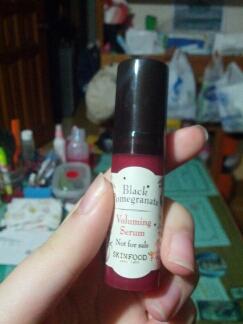 Black
Pomegranate
Voluming
Serum
Not for sale
SKINFOOD